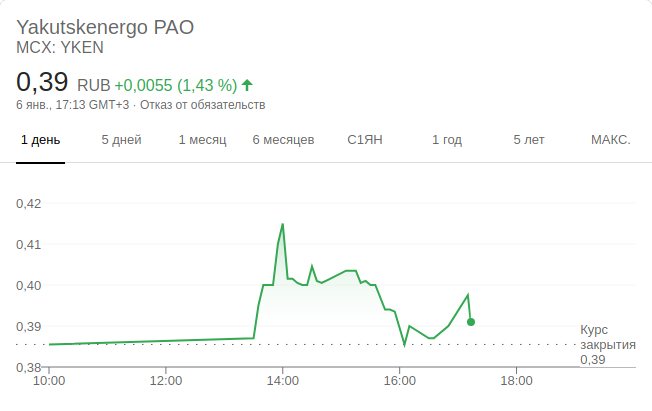 Yakutskenergo PAO
MCX: YKEN
0,39 RUB +0,0055 (1,43 %)
6 янв., 17:13 GMT+3 · Отказ от обязательств
1 день 5 дней 1 месяц 6 месяцев С1ЯН 1 год 5 лет МАКС.
0,42
0,41
0,40
0,39
Курс
закрытия
0,39
0,38
10:00 12:00 14:00 16:00 18:00